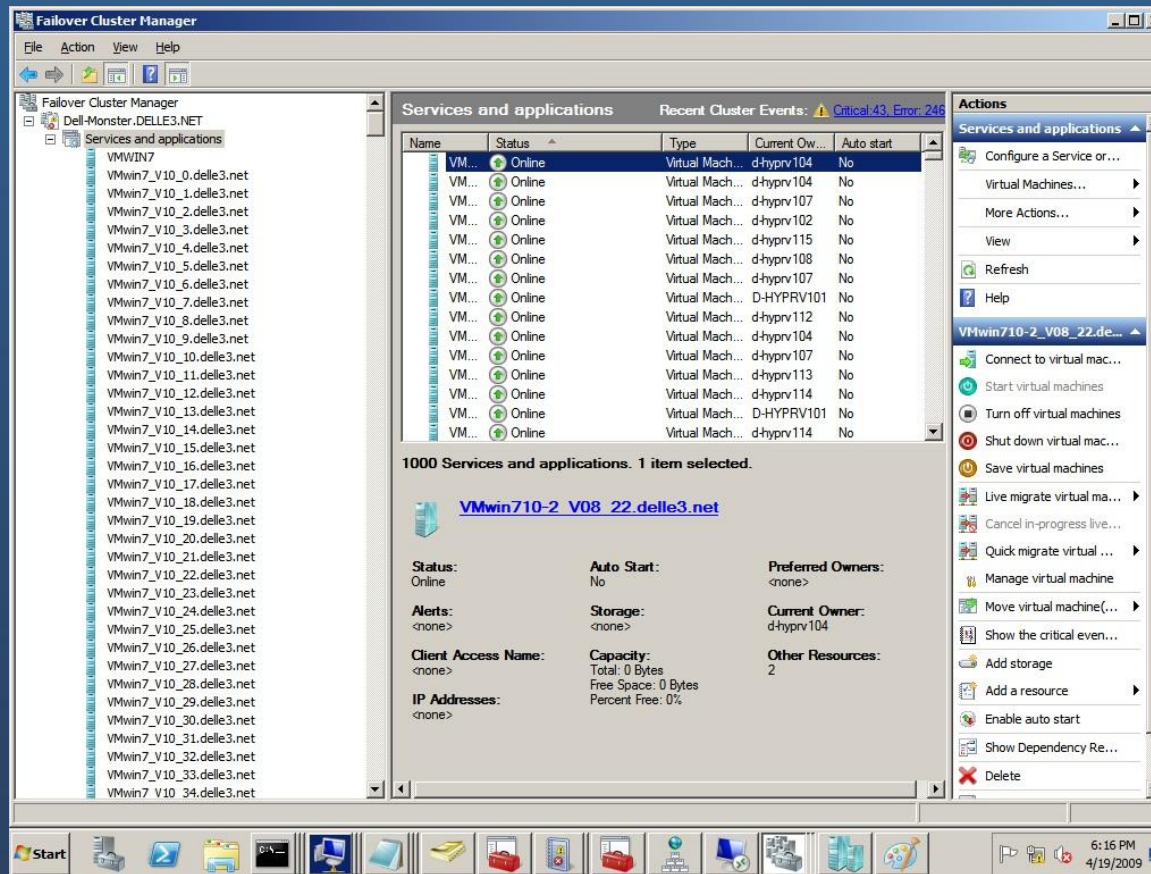 Failover Cluster Manager
File Action View Help
Failover Cluster Manager
Dell-Monster.DELLE3.NET
Services and applications
VMWIN7
VMwin7_V10_0.delle3.net
VMwin7_V10_1.delle3.net
VMwin7_V10_2.delle3.net
VMwin7_V10_3.delle3.net
VMwin7_V10_4.delle3.net
VMwin7_V10_5.delle3.net
VMwin7_V10_6.delle3.net
VMwin7_V10_7.delle3.net
VMwin7_V10_8.delle3.net
VMwin7_V10_9.delle3.net
VMwin7_V10_10.delle3.net
VMwin7_V10_11.delle3.net
VMwin7_V10_12.delle3.net
VMwin7_V10_13.delle3.net
VMwin7_V10_14.delle3.net
VMwin7_V10_15.delle3.net
VMwin7_V10_16.delle3.net
VMwin7_V10_17.delle3.net
VMwin7_V10_18.delle3.net
VMwin7_V10_19.delle3.net
VMwin7_V10_20.delle3.net
VMwin7_V10_21.delle3.net
VMwin7_V10_22.delle3.net
VMwin7_V10_23.delle3.net
VMwin7_V10_24.delle3.net
VMwin7_V10_25.delle3.net
VMwin7_V10_26.delle3.net
VMwin7_V10_27.delle3.net
VMwin7_V10_28.delle3.net
VMwin7_V10_29.delle3.net
VMwin7_V10_30.delle3.net
VMwin7_V10_31.delle3.net
VMwin7_V10_32.delle3.net
VMwin7_V10_33.delle3.net
VMwin7_V10_34.delle3.net
Services and applications Recent Cluster Events: Critical:43, Error: 246
Name Status Type Current Ow... Auto start
VM... Online Virtual Mach... d-hyprv104 No
VM... Online Virtual Mach... d-hyprv104 No
VM... Online Virtual Mach... d-hyprv107 No
VM... Online Virtual Mach... d-hyprv102 No
VM... Online Virtual Mach... d-hyprv115 No
VM... Online Virtual Mach... d-hyprv108 No
VM... Online Virtual Mach... d-hyprv107 No
VM... Online Virtual Mach... D-HYPRV101 No
VM... Online Virtual Mach... d-hyprv112 No
VM... Online Virtual Mach... d-hyprv104 No
VM... Online Virtual Mach... d-hyprv107 No
VM... Online Virtual Mach... d-hyprv113 No
VM... Online Virtual Mach... d-hyprv114 No
VM... Online Virtual Mach... D-HYPRV101 No
VM... Online Virtual Mach... d-hyprv114 No
1000 Services and applications. 1 item selected.
VMwin710-2_V08_22.delle3.net
Status: Auto Start: Preferred Owners:
Online No <none>
Alerts: Storage: Current Owner:
<none> <none> d-hyprv104
Client Access Name: Capacity: Other Resources:
<none> Total: 0 Bytes 2
Free Space: 0 Bytes
IP Addresses: Percent Free: 0%
<none>
Actions
Services and applications
Configure a Service or...
Virtual Machines...
More Actions...
View
Refresh
Help
VMwin710-2_V08_22.de...
Connect to virtual mac...
Start virtual machines
Turn off virtual machines
Shut down virtual mac...
Save virtual machines
Live migrate virtual ma...
Cancel in-progress live...
Quick migrate virtual ...
Manage virtual machine
Move virtual machine(...
Show the critical even...
Add storage
Add a resource
Enable auto start
Show Dependency Re...
Delete
Start
6:16 PM
4/19/2009